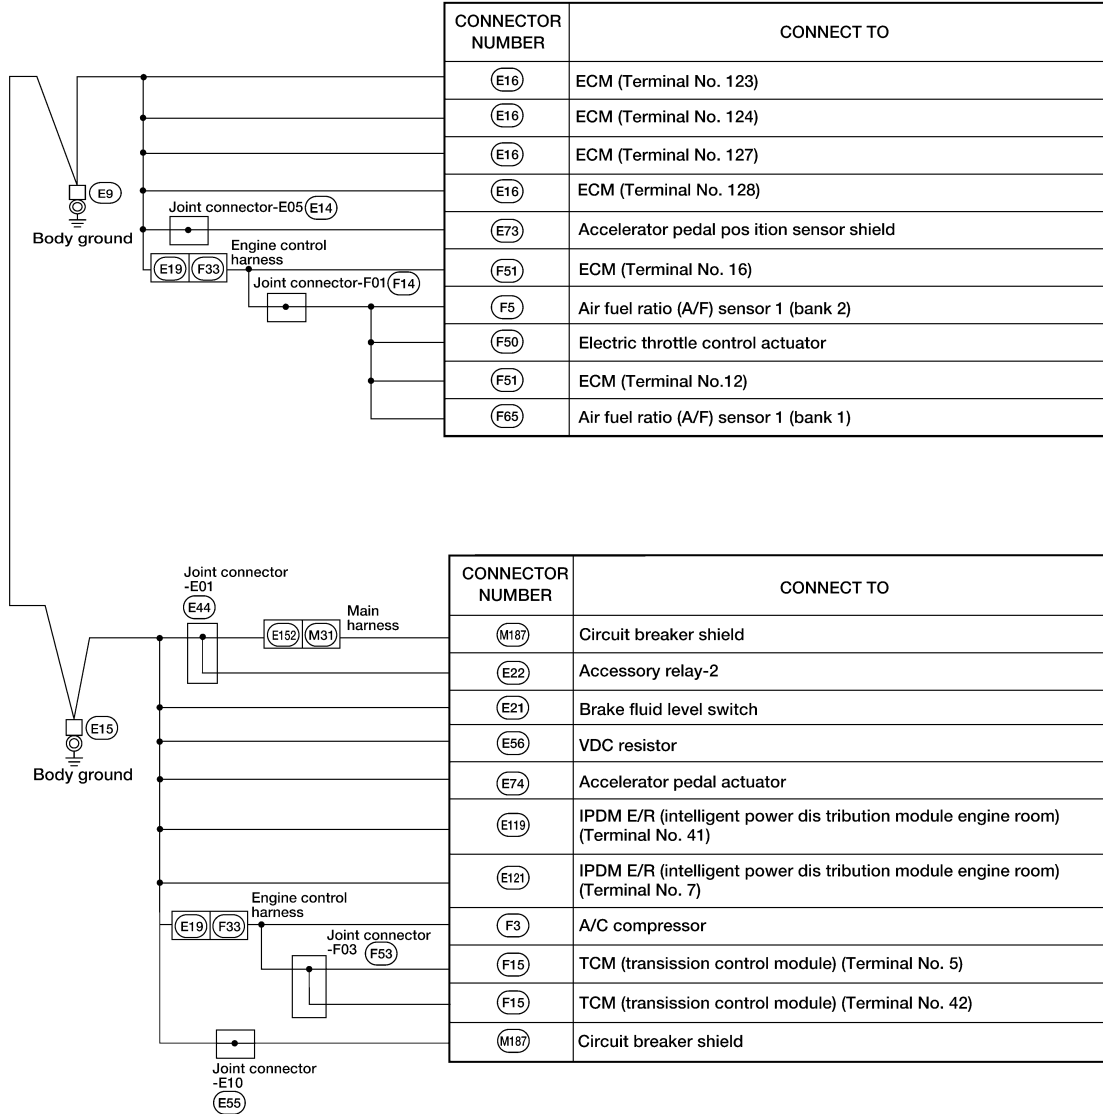 CONNECTOR
NUMBER
CONNECT TO
E16
ECM (Terminal No. 123)
E16
ECM (Terminal No. 124)
E16
ECM (Terminal No. 127)
E16
ECM (Terminal No. 128)
E9
Body ground
Joint connector-E05 E14
E73
Accelerator pedal pos ition sensor shield
Engine control
harness
E19 F33
F51
ECM (Terminal No. 16)
Joint connector-F01 F14
F5
Air fuel ratio (A/F) sensor 1 (bank 2)
F50
Electric throttle control actuator
F51
ECM (Terminal No.12)
F65
Air fuel ratio (A/F) sensor 1 (bank 1)
CONNECTOR
NUMBER
CONNECT TO
Joint connector
-E01
E44
E152 M31
Main
harness
M187
Circuit breaker shield
E22
Accessory relay-2
E21
Brake fluid level switch
E15
Body ground
E56
VDC resistor
E74
Accelerator pedal actuator
E119
IPDM E/R (intelligent power dis tribution module engine room)
(Terminal No. 41)
E121
IPDM E/R (intelligent power dis tribution module engine room)
(Terminal No. 7)
Engine control
harness
E19 F33
F3
A/C compressor
Joint connector
-F03 F53
F15
TCM (transission control module) (Terminal No. 5)
F15
TCM (transission control module) (Terminal No. 42)
M187
Circuit breaker shield
Joint connector
-E10
E55